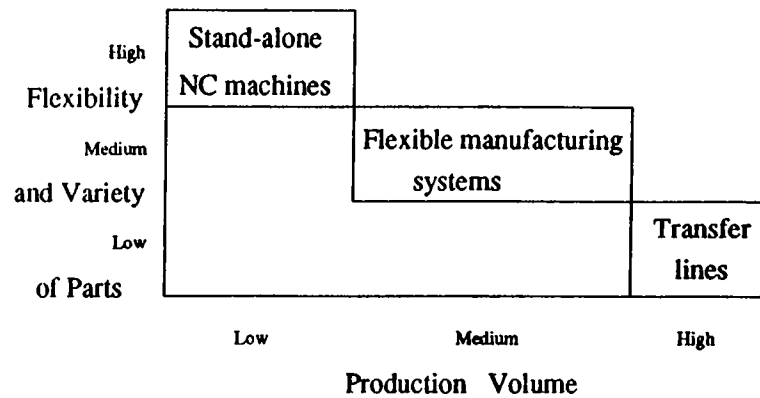 High
Flexibility
Medium
and Variety
Low
of Parts
Stand-alone
NC machines
Flexible manufacturing
systems
Transfer
lines
Low
Medium
High
Production Volume